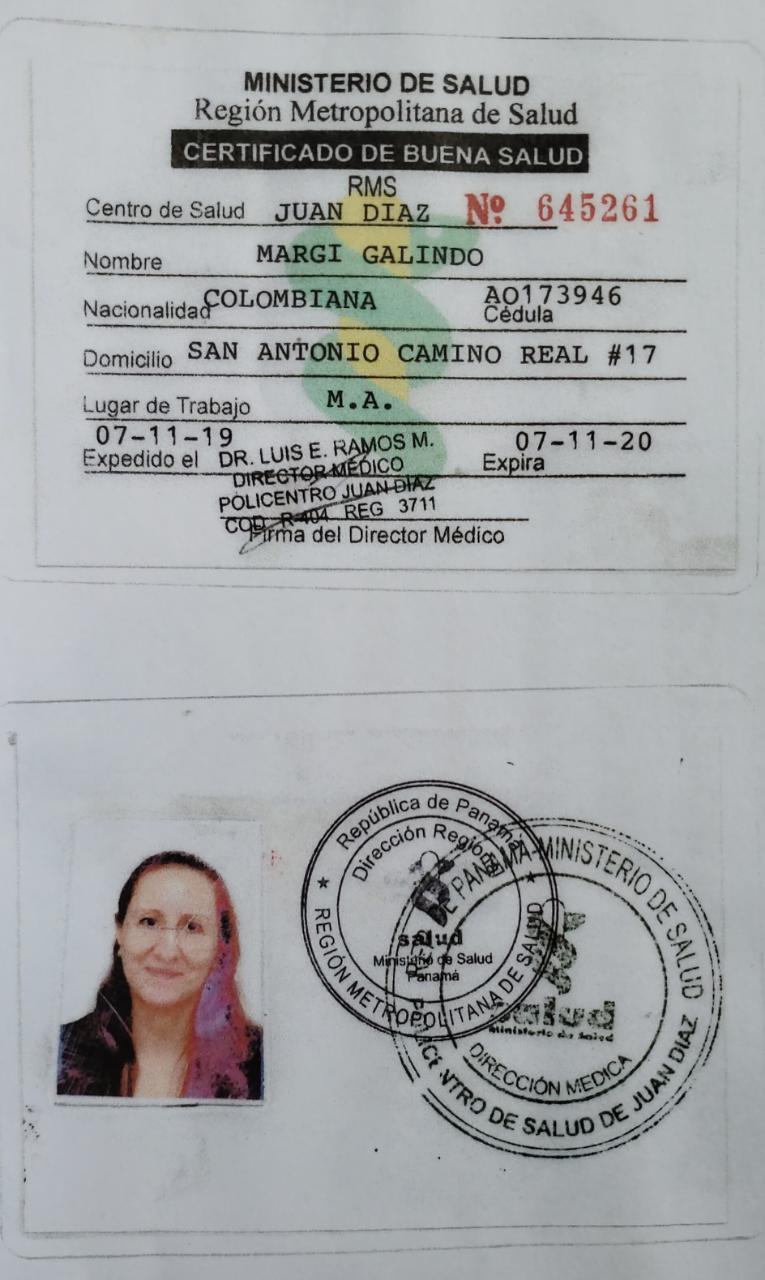 MINISTERIO DE SALUD
Región Metropolitana de Salud
CERTIFICADO DE BUENA SALUD
RMS
Centro de Salud JUAN DIAZ Nº 645261
Nombre MARGI GALINDO
Nacionalidad COLOMBIANA AO173946
Cédula
Domicilio SAN ANTONIO CAMINO REAL #17
Lugar de Trabajo M.A.
07-11-19 07-11-20
Expedido el Expira
DR. LUIS E. RAMOS M.
DIRECTOR MÉDICO
POLICENTRO JUAN DIAZ
COD R-404 REG 3711
Firma del Director Médico
República de Panamá
Dirección Regional
salud
Ministerio de Salud
Panamá
REGIÓN METROPOLITANA DE SALUD
DE PANAMA-MINISTERIO DE SALUD
salud
Ministerio de Salud
DIRECCIÓN MEDICA
CENTRO DE SALUD DE JUAN DIAZ